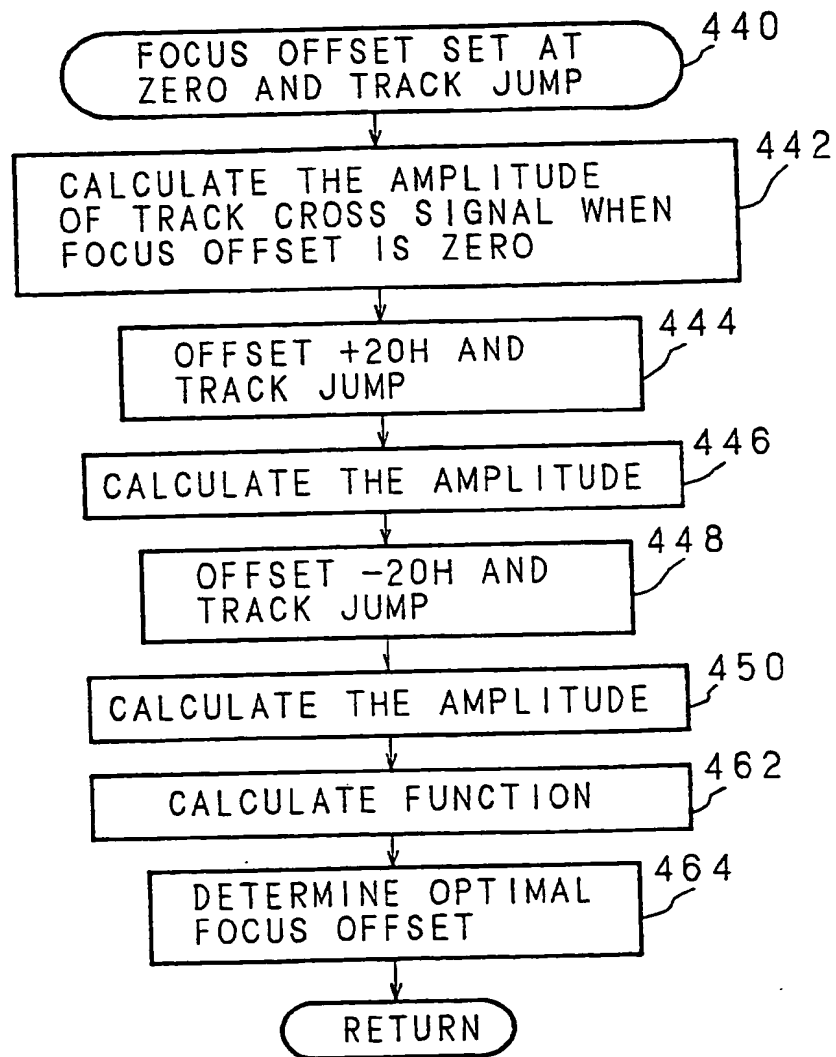 FOCUS OFFSET SET AT
ZERO AND TRACK JUMP
440
CALCULATE THE AMPLITUDE
OF TRACK CROSS SIGNAL WHEN
FOCUS OFFSET IS ZERO
442
OFFSET +20H AND
TRACK JUMP
444
CALCULATE THE AMPLITUDE
446
OFFSET -20H AND
TRACK JUMP
448
CALCULATE THE AMPLITUDE
450
CALCULATE FUNCTION
462
DETERMINE OPTIMAL
FOCUS OFFSET
464
RETURN